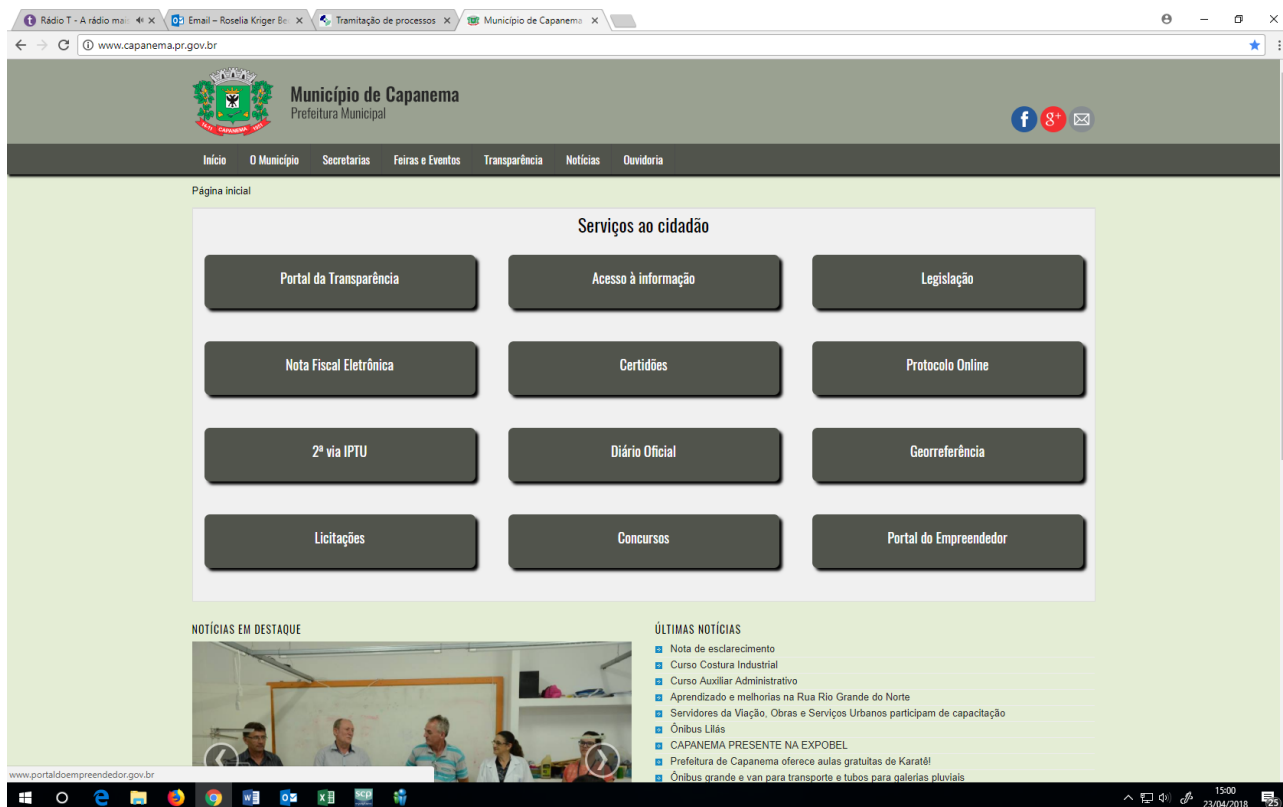 Rádio T - A rádio mai
Email – Roselia Kriger Be
Tramitação de processos
Município de Capanema
www.capanema.pr.gov.br
CAPANEMA
Município de Capanema
Prefeitura Municipal
f 8+
Início O Município Secretarias Feiras e Eventos Transparência Notícias Ouvidoria
Página inicial
Serviços ao cidadão
Portal da Transparência Acesso à informação Legislação
Nota Fiscal Eletrônica Certidões Protocolo Online
2ª via IPTU Diário Oficial Georreferência
Licitações Concursos Portal do Empreendedor
NOTÍCIAS EM DESTAQUE
ÚLTIMAS NOTÍCIAS
Nota de esclarecimento
Curso Costura Industrial
Curso Auxiliar Administrativo
Aprendizado e melhorias na Rua Rio Grande do Norte
Servidores da Viação, Obras e Serviços Urbanos participam de capacitação
Ônibus Lilás
CAPANEMA PRESENTE NA EXPOBEL
Prefeitura de Capanema oferece aulas gratuitas de Karatê!
Ônibus grande e van para transporte e tubos para galerias pluviais
www.portaldoempreendedor.gov.br
scp
15:00
23/04/2018
25